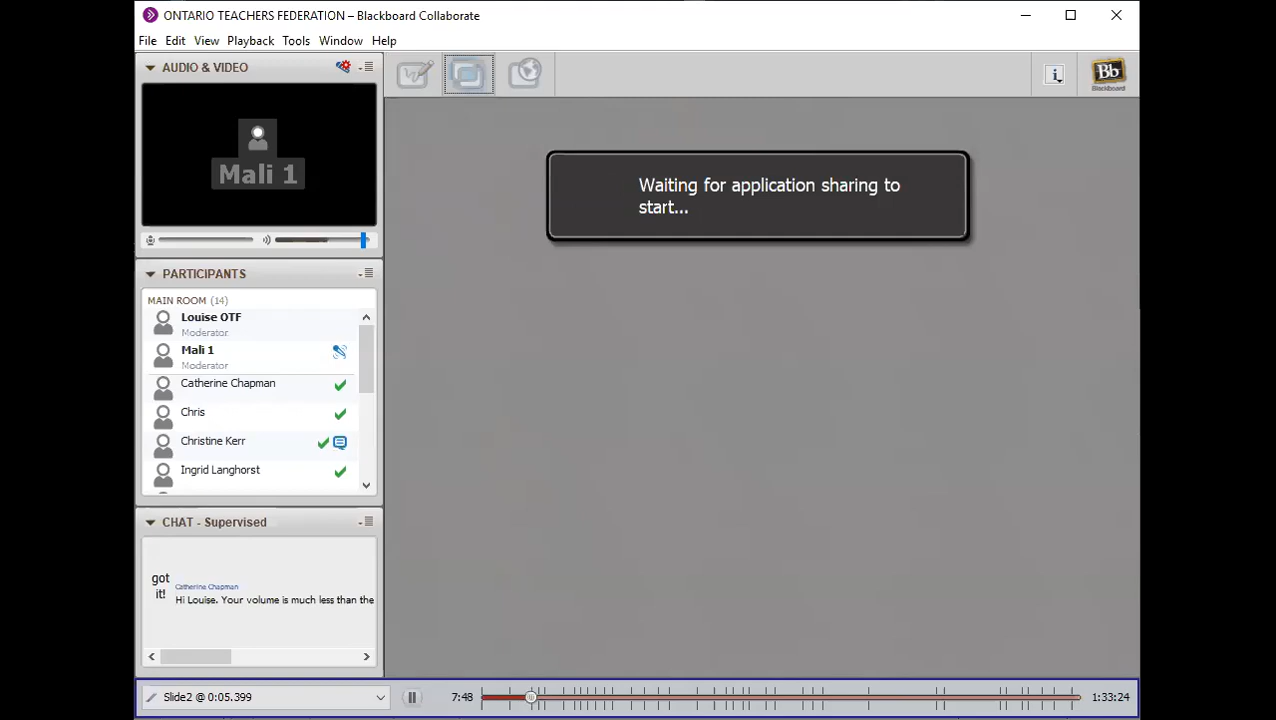 ONTARIO TEACHERS FEDERATION – Blackboard Collaborate
File Edit View Playback Tools Window Help
AUDIO & VIDEO
Mali 1
PARTICIPANTS
MAIN ROOM (14)
Louise OTF
Moderator
Mali 1
Moderator
Catherine Chapman
Chris
Christine Kerr
Ingrid Langhorst
CHAT - Supervised
got
it!
Catherine Chapman
Hi Louise. Your volume is much less than the
Waiting for application sharing to
start...
i
Bb
Blackboard
Slide2 @ 0:05.399
7:48
1:33:24